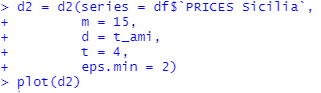 > d2 = d2(series = df$`PRICES Sicilia`,
+ m = 15,
+ d = t_ami,
+ t = 4,
+ eps.min = 2)
> plot(d2)